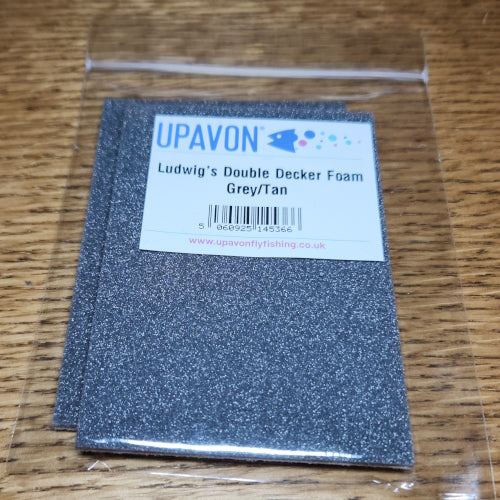 UPAVON®
Ludwig's Double Decker Foam
Grey/Tan
5 060925 145366
www.upavonflyfishing.co.uk